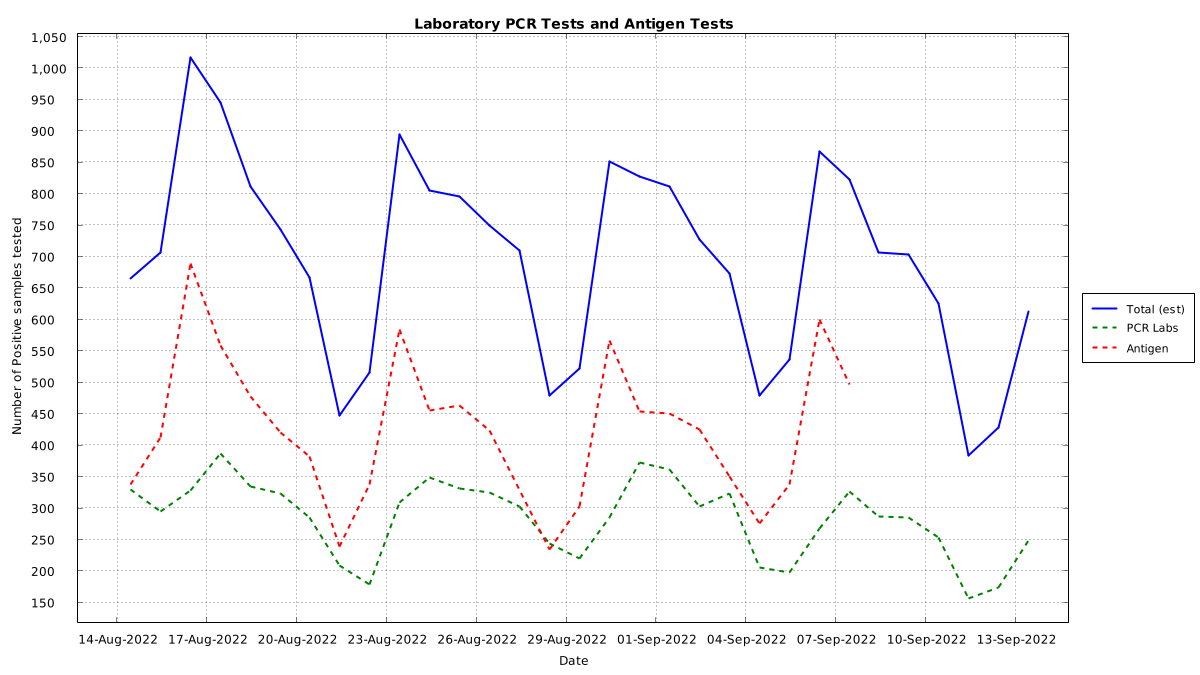 Laboratory PCR Tests and Antigen Tests
1,050
1,000
950
900
850
800
750
700
650
600
550
500
450
400
350
300
250
200
150
Number of Positive samples tested
14-Aug-2022 17-Aug-2022 20-Aug-2022 23-Aug-2022 26-Aug-2022 29-Aug-2022 01-Sep-2022 04-Sep-2022 07-Sep-2022 10-Sep-2022 13-Sep-2022
Date
Total (est)
PCR Labs
Antigen